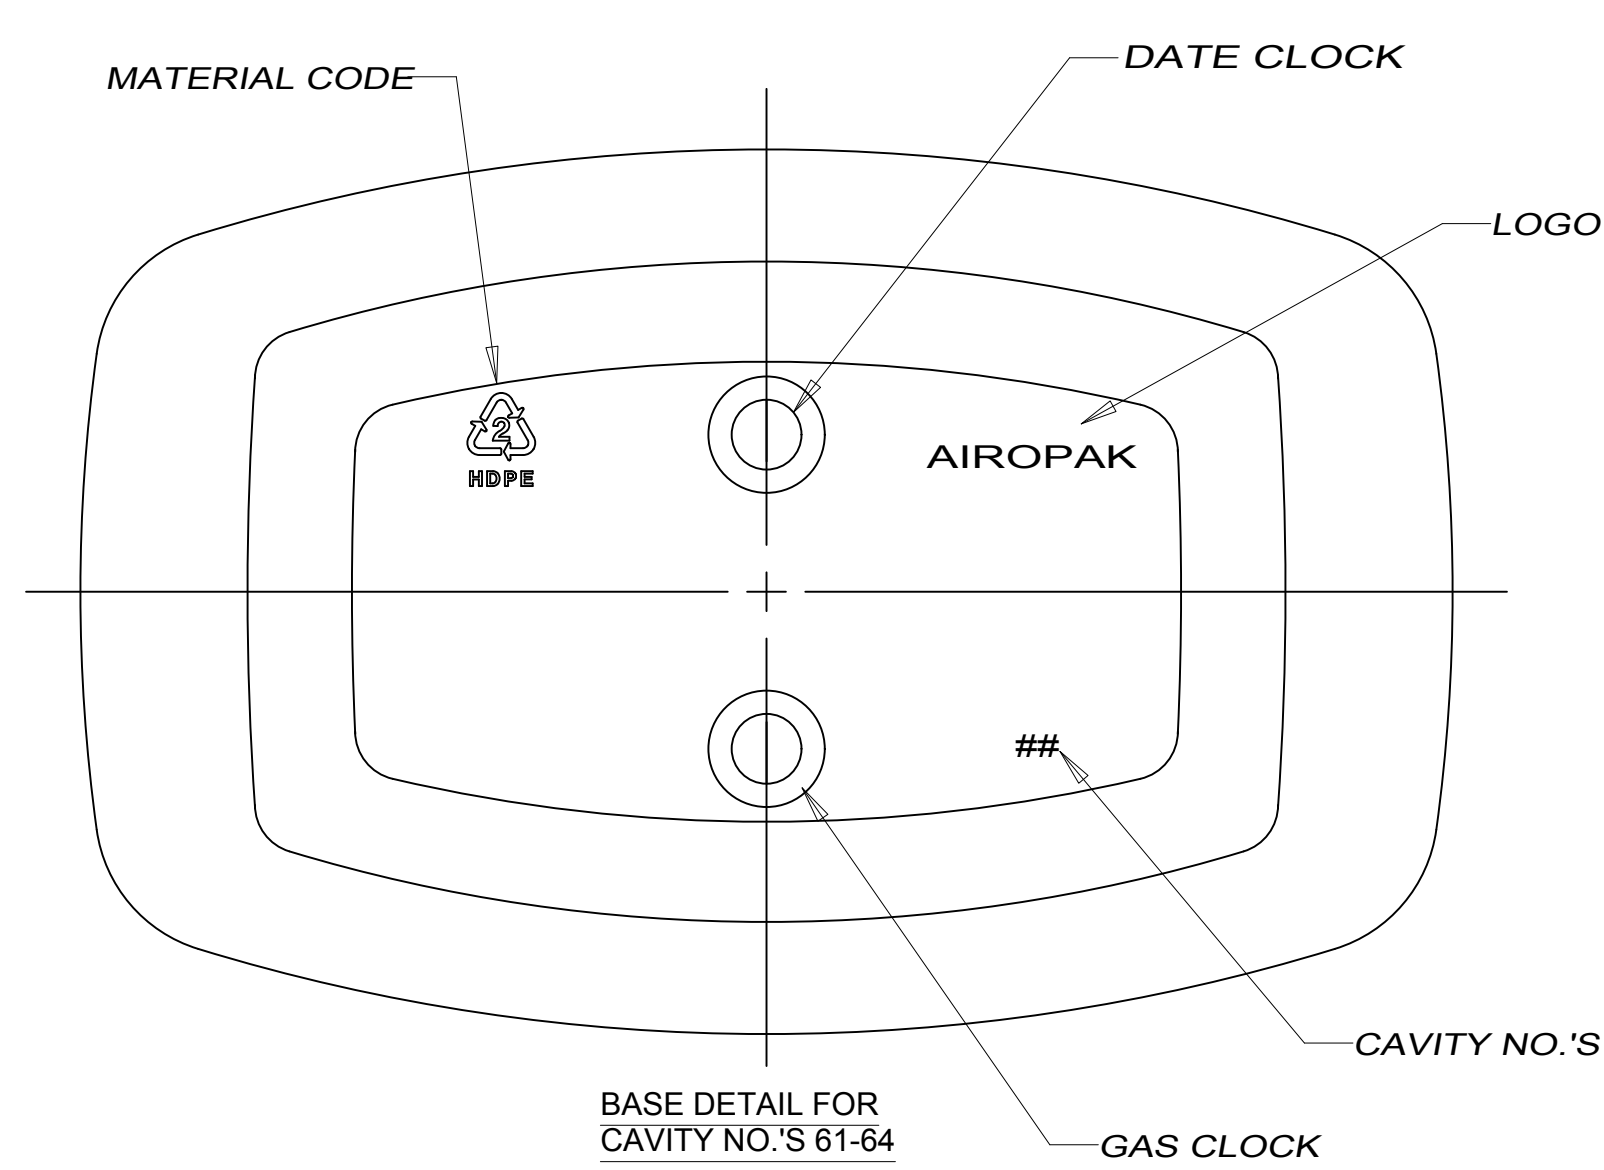 DATE CLOCK
MATERIAL CODE
LOGO
2
HDPE
AIROPAK
##
CAVITY NO.'S
BASE DETAIL FOR
CAVITY NO.'S 61-64
GAS CLOCK